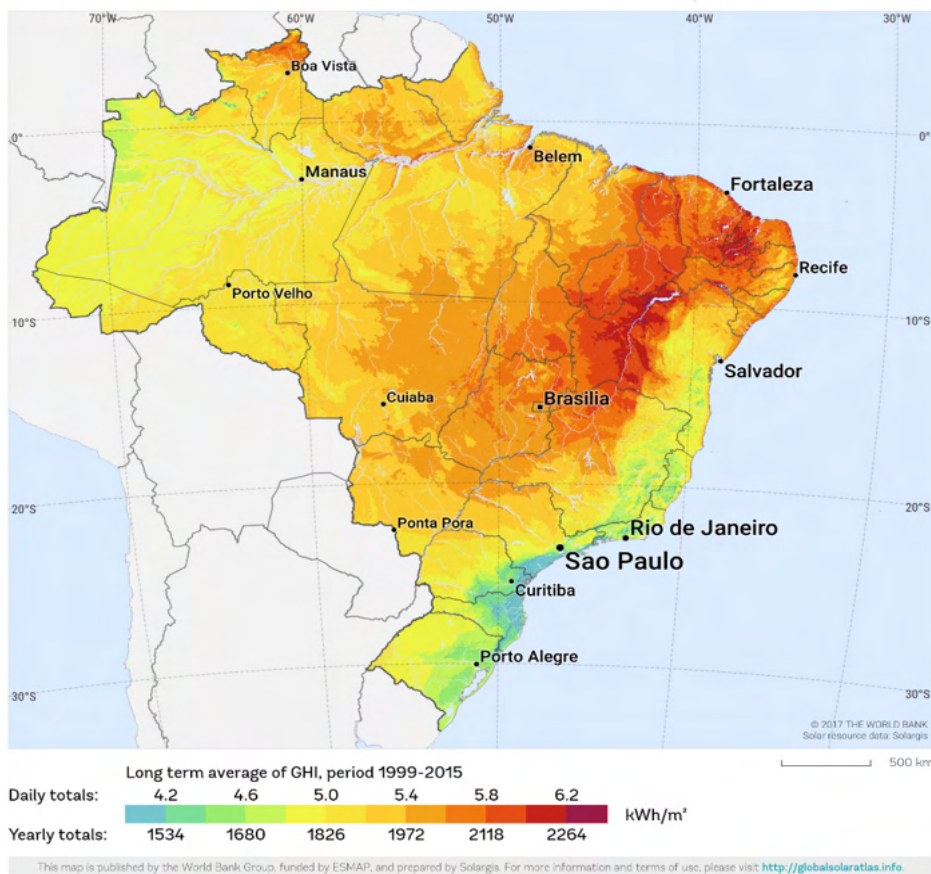 70°W 60°W 50°W 40°W 30°W
Boa Vista
0° 0°
Belem
Manaus
Fortaleza
Recife
Porto Velho
10°S 10°S
Salvador
Cuiaba Brasilia
20°S 20°S
Ponta Pora
Rio de Janeiro
Sao Paulo
Curitiba
Porto Alegre
30°S 30°S
© 2017 THE WORLD BANK
Solar resource data: Solargis
500 km
Long term average of GHI, period 1999-2015
Daily totals: 4.2 4.6 5.0 5.4 5.8 6.2
kWh/m²
Yearly totals: 1534 1680 1826 1972 2118 2264
This map is published by the World Bank Group, funded by ESMAP, and prepared by Solargis. For more information and terms of use, please visit http://globalsolaratlas.info.